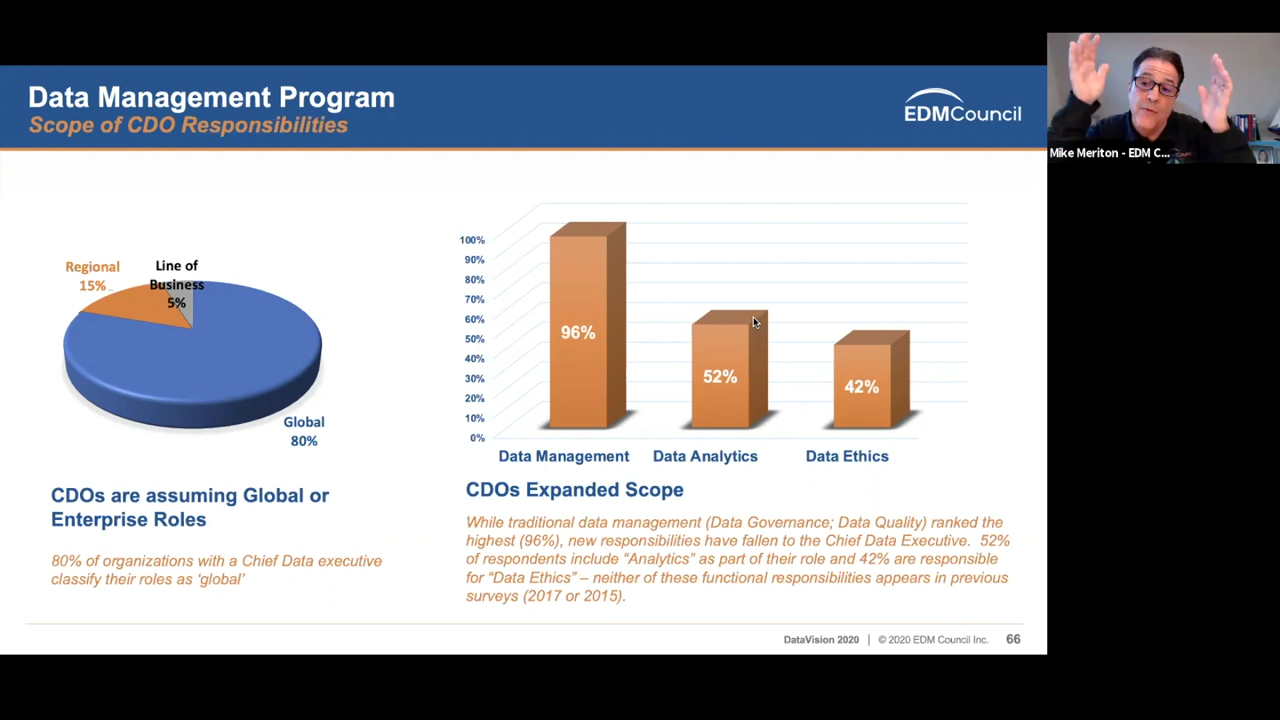 Data Management Program
Scope of CDO Responsibilities
EDMCouncil
Mike Meriton - EDM C...
Regional
15%
Line of
Business
5%
Global
80%
100%
90%
80%
70%
60%
50%
40%
30%
20%
10%
0%
96%
52%
42%
Data Management
Data Analytics
Data Ethics
CDOs are assuming Global or
Enterprise Roles
80% of organizations with a Chief Data executive
classify their roles as ‘global’
CDOs Expanded Scope
While traditional data management (Data Governance; Data Quality) ranked the
highest (96%), new responsibilities have fallen to the Chief Data Executive. 52%
of respondents include “Analytics” as part of their role and 42% are responsible
for “Data Ethics” – neither of these functional responsibilities appears in previous
surveys (2017 or 2015).
DataVision 2020 | © 2020 EDM Council Inc. 66